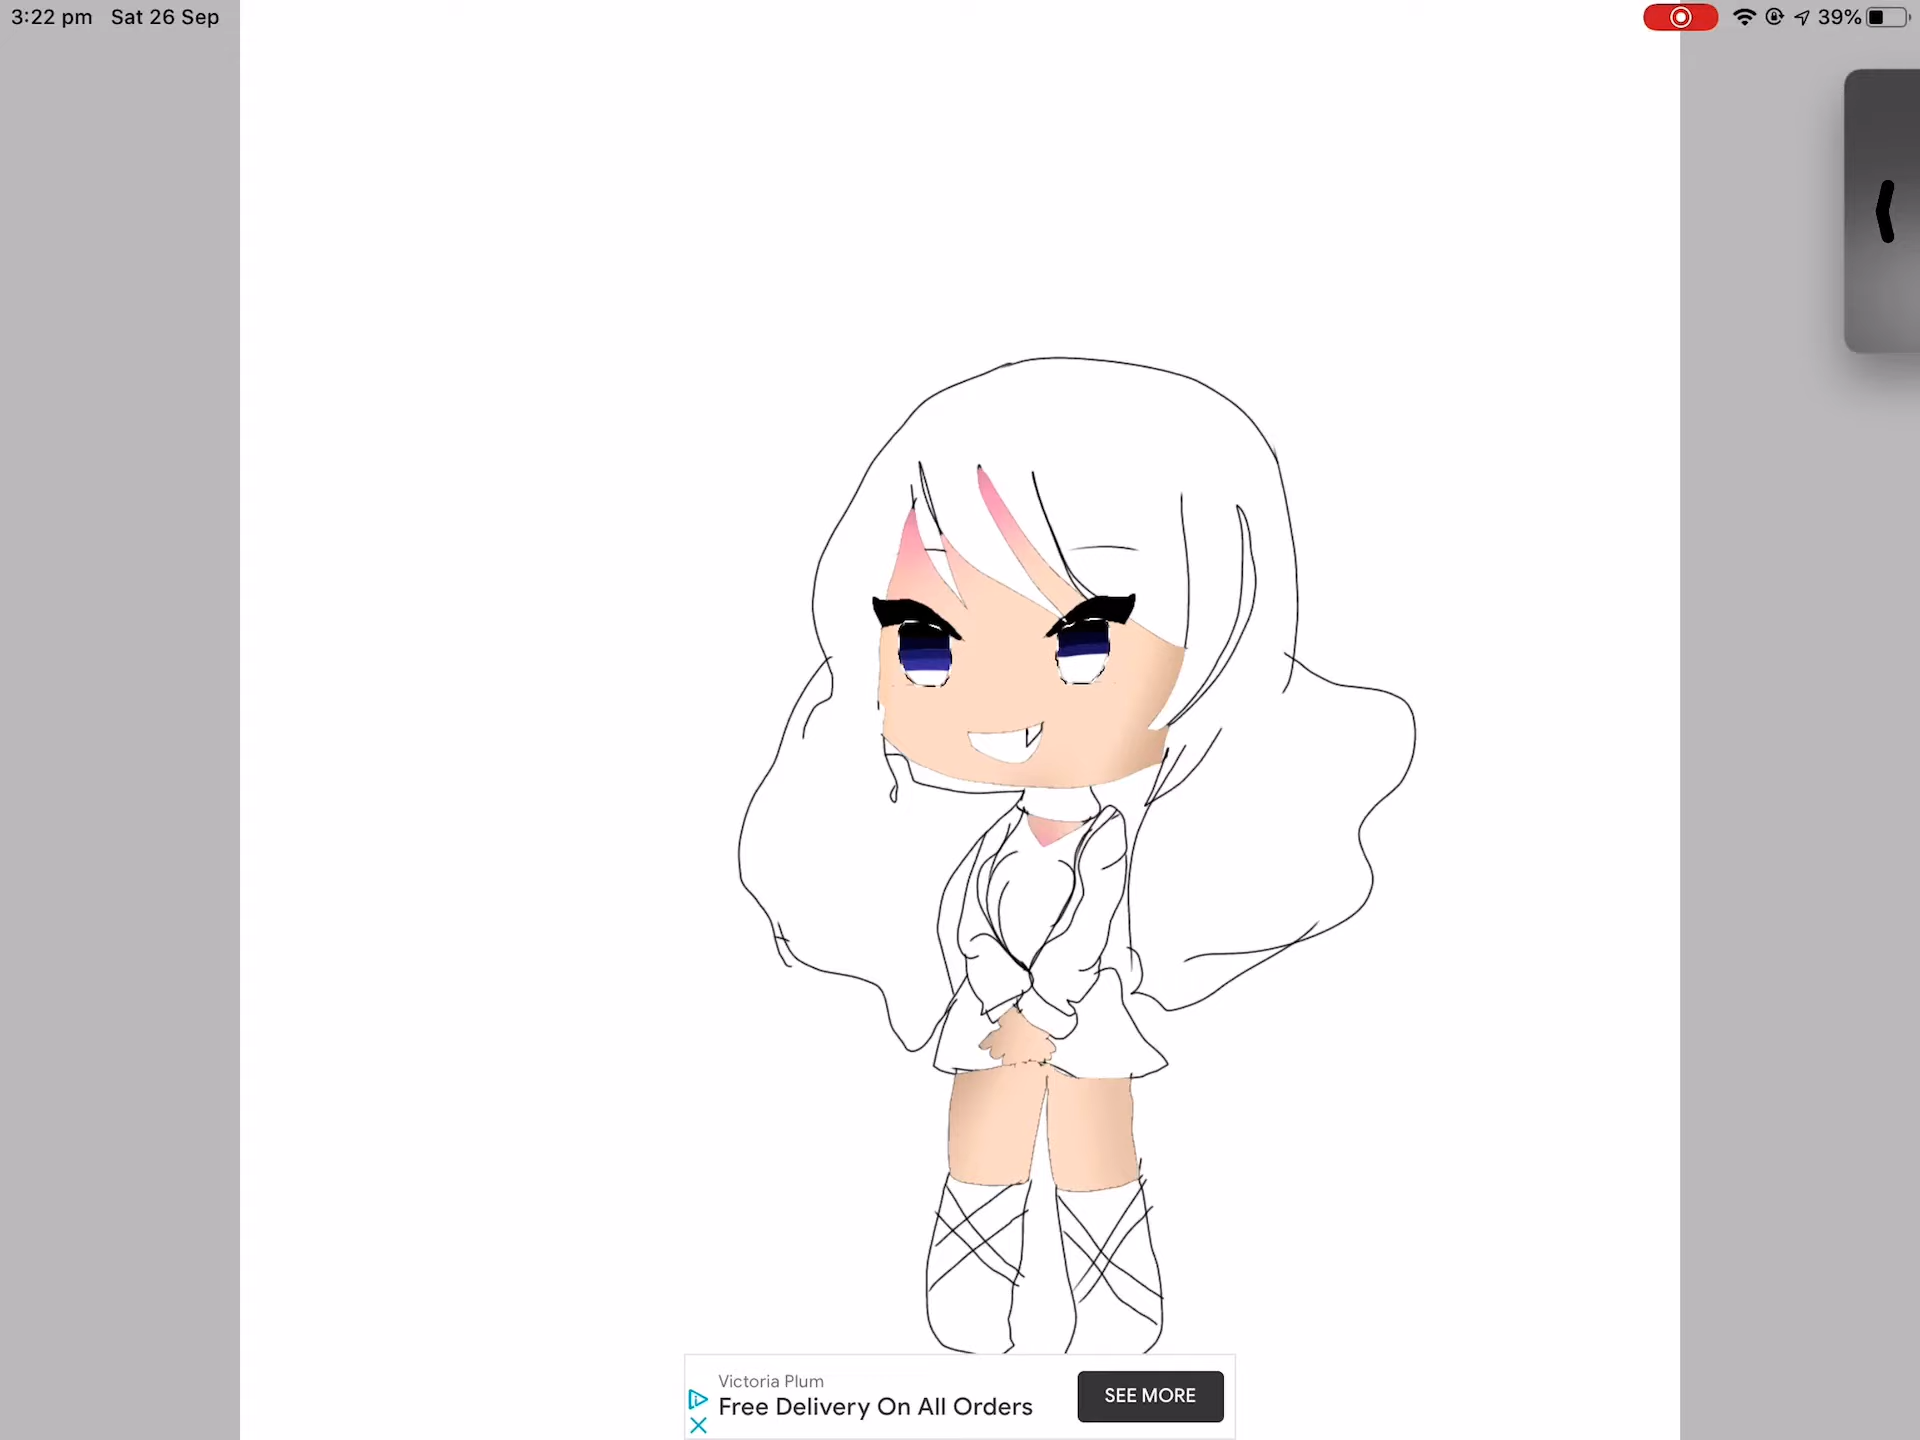 3:22 pm Sat 26 Sep
39%
Victoria Plum
Free Delivery On All Orders
SEE MORE